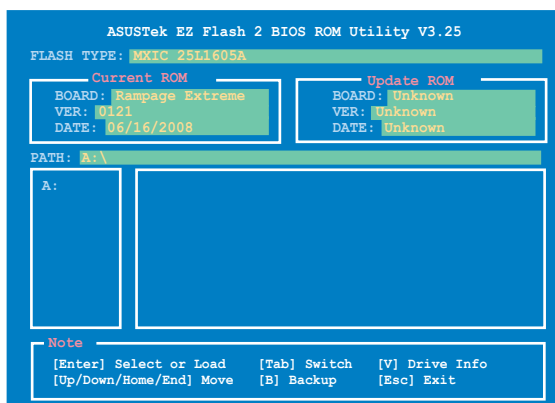 ASUSTek EZ Flash 2 BIOS ROM Utility V3.25
FLASH TYPE: MXIC 25L1605A
Current ROM
BOARD: Rampage Extreme
VER: 0121
DATE: 06/16/2008
Update ROM
BOARD: Unknown
VER: Unknown
DATE: Unknown
PATH: A:\
A:
Note
[Enter] Select or Load [Tab] Switch [V] Drive Info
[Up/Down/Home/End] Move [B] Backup [Esc] Exit